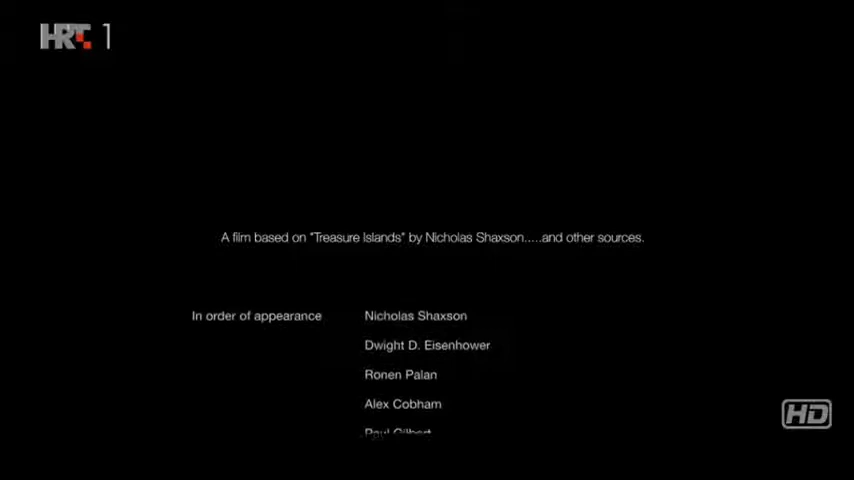 HRT 1
A film based on "Treasure Islands" by Nicholas Shaxson.....and other sources.
In order of appearance Nicholas Shaxson
Dwight D. Eisenhower
Ronen Palan
Alex Cobham
HD